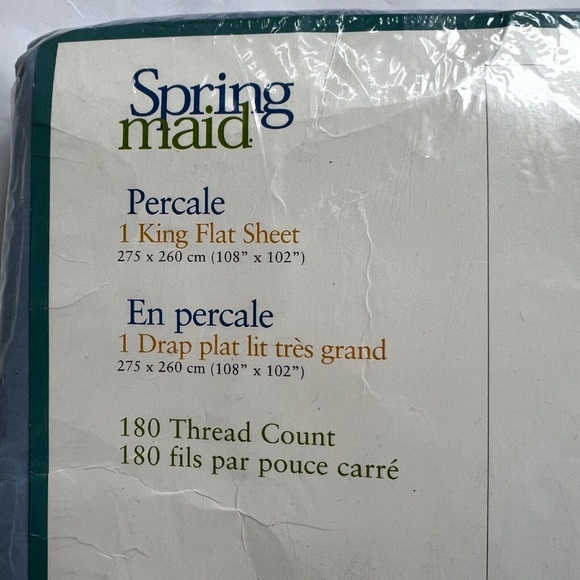 Spring
maid
Percale
1 King Flat Sheet
275 x 260 cm (108” x 102”)
En percale
1 Drap plat lit très grand
275 x 260 cm (108” x 102”)
180 Thread Count
180 fils par pouce carré